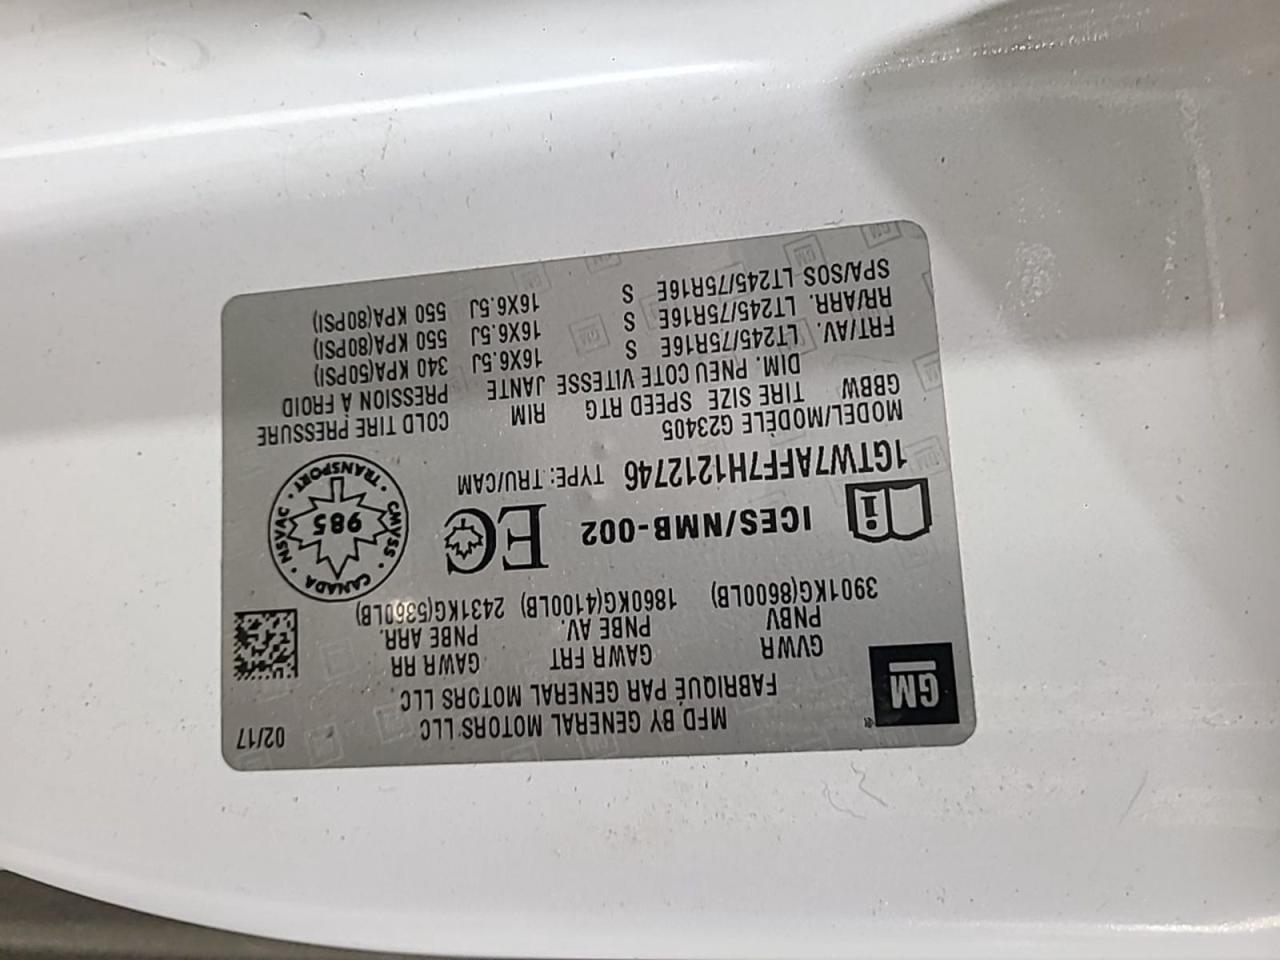 MFD BY GENERAL MOTORS LLC 02/17
FABRIQUÉ PAR GENERAL MOTORS LLC
GM
GVWR GAWR FRT GAWR RR
PNBV PNBE AV. PNBE ARR.
3901KG(8600LB) 1860KG(4100LB) 2431KG(5360LB)
i ICES/NMB-002 EC
CANADA · CMVSS · TRANSPORT · NSVAC ·
985
1GTW7AFF7H1212746 TYPE: TRU/CAM
MODEL/MODÈLE G23405
GBBW TIRE SIZE SPEED RTG RIM COLD TIRE PRESSURE
DIM. PNEU COTE VITESSE JANTE PRESSION À FROID
FRT/AV. LT245/75R16E S 16X6.5J 340 KPA(50PSI)
RR/ARR. LT245/75R16E S 16X6.5J 550 KPA(80PSI)
SPA/SOS LT245/75R16E S 16X6.5J 550 KPA(80PSI)